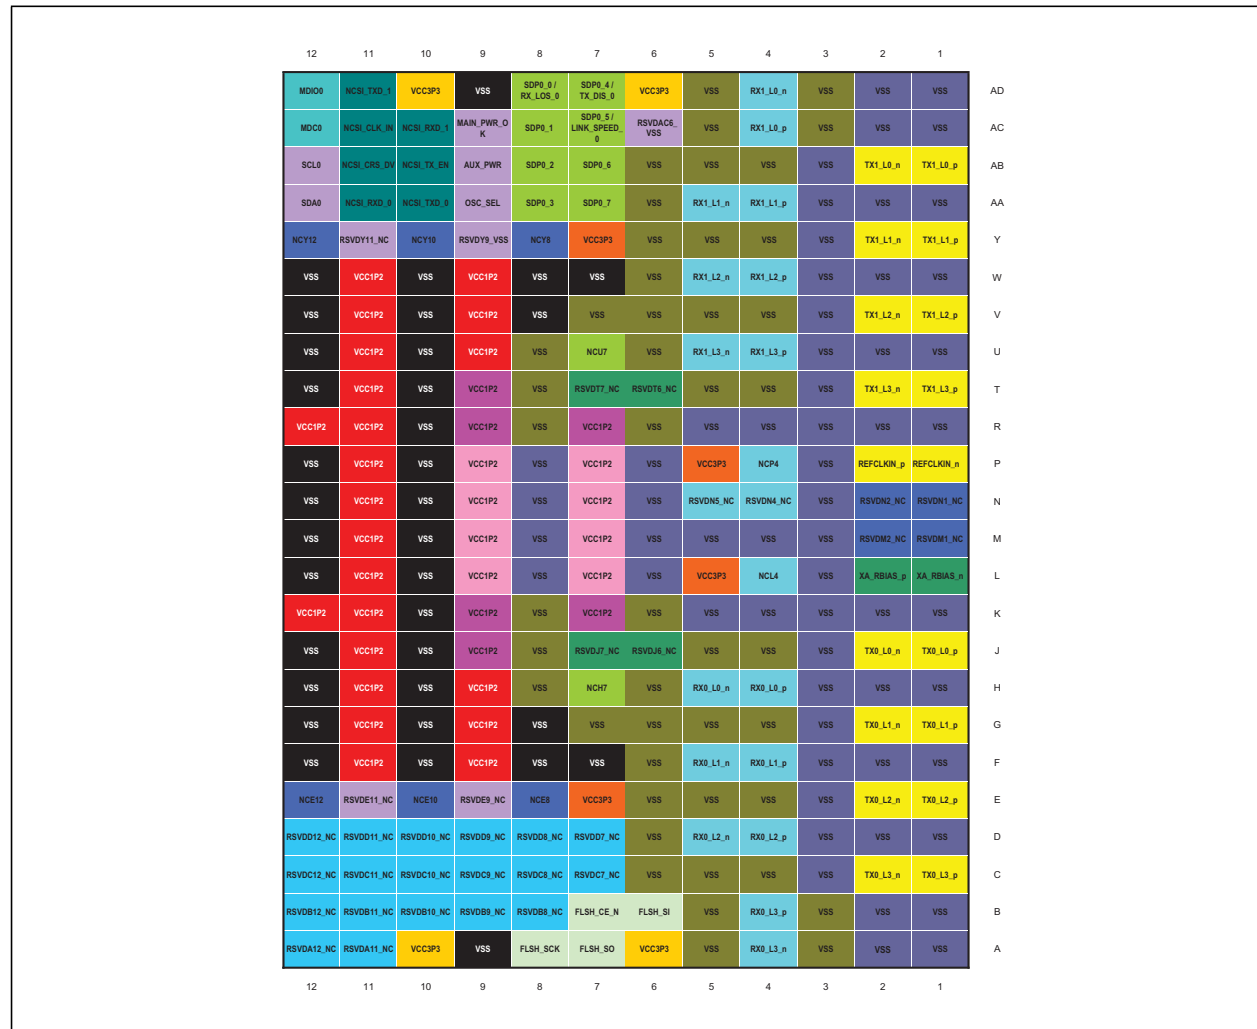 12 11 10 9 8 7 6 5 4 3 2 1
MDIO0 NCSI_TXD_1 VCC3P3 VSS SDP0_0 / RX_LOS_0 SDP0_4 / TX_DIS_0 VCC3P3 VSS RX1_L0_n VSS VSS VSS AD
MDC0 NCSI_CLK_IN NCSI_RXD_1 MAIN_PWR_OK SDP0_1 SDP0_5 / LINK_SPEED_0 RSVDAC6_VSS VSS RX1_L0_p VSS VSS VSS AC
SCL0 NCSI_CRS_DV NCSI_TX_EN AUX_PWR SDP0_2 SDP0_6 VSS VSS VSS VSS TX1_L0_n TX1_L0_p AB
SDA0 NCSI_RXD_0 NCSI_TXD_0 OSC_SEL SDP0_3 SDP0_7 VSS RX1_L1_n RX1_L1_p VSS VSS VSS AA
NCY12 RSVDY11_NC NCY10 RSVDY9_VSS NCY8 VCC3P3 VSS VSS VSS VSS TX1_L1_n TX1_L1_p Y
VSS VCC1P2 VSS VCC1P2 VSS VSS VSS RX1_L2_n RX1_L2_p VSS VSS VSS W
VSS VCC1P2 VSS VCC1P2 VSS VSS VSS VSS VSS VSS TX1_L2_n TX1_L2_p V
VSS VCC1P2 VSS VCC1P2 VSS NCU7 VSS RX1_L3_n RX1_L3_p VSS VSS VSS U
VSS VCC1P2 VSS VCC1P2 VSS RSVDT7_NC RSVDT6_NC VSS VSS VSS TX1_L3_n TX1_L3_p T
VCC1P2 VCC1P2 VSS VCC1P2 VSS VCC1P2 VSS VSS VSS VSS VSS VSS R
VSS VCC1P2 VSS VCC1P2 VSS VCC1P2 VSS VCC3P3 NCP4 VSS REFCLKIN_p REFCLKIN_n P
VSS VCC1P2 VSS VCC1P2 VSS VCC1P2 VSS RSVDN5_NC RSVDN4_NC VSS RSVDN2_NC RSVDN1_NC N
VSS VCC1P2 VSS VCC1P2 VSS VCC1P2 VSS VSS VSS VSS RSVDM2_NC RSVDM1_NC M
VSS VCC1P2 VSS VCC1P2 VSS VCC1P2 VSS VCC3P3 NCL4 VSS XA_RBIAS_p XA_RBIAS_n L
VCC1P2 VCC1P2 VSS VCC1P2 VSS VCC1P2 VSS VSS VSS VSS VSS VSS K
VSS VCC1P2 VSS VCC1P2 VSS RSVDJ7_NC RSVDJ6_NC VSS VSS VSS TX0_L0_n TX0_L0_p J
VSS VCC1P2 VSS VCC1P2 VSS NCH7 VSS RX0_L0_n RX0_L0_p VSS VSS VSS H
VSS VCC1P2 VSS VCC1P2 VSS VSS VSS VSS VSS VSS TX0_L1_n TX0_L1_p G
VSS VCC1P2 VSS VCC1P2 VSS VSS VSS RX0_L1_n RX0_L1_p VSS VSS VSS F
NCE12 RSVDE11_NC NCE10 RSVDE9_NC NCE8 VCC3P3 VSS VSS VSS VSS TX0_L2_n TX0_L2_p E
RSVDD12_NC RSVDD11_NC RSVDD10_NC RSVDD9_NC RSVDD8_NC RSVDD7_NC VSS RX0_L2_n RX0_L2_p VSS VSS VSS D
RSVDC12_NC RSVDC11_NC RSVDC10_NC RSVDC9_NC RSVDC8_NC RSVDC7_NC VSS VSS VSS VSS TX0_L3_n TX0_L3_p C
RSVDB12_NC RSVDB11_NC RSVDB10_NC RSVDB9_NC RSVDB8_NC FLSH_CE_N FLSH_SI VSS RX0_L3_p VSS VSS VSS B
RSVDA12_NC RSVDA11_NC VCC3P3 VSS FLSH_SCK FLSH_SO VCC3P3 VSS RX0_L3_n VSS VSS VSS A
12 11 10 9 8 7 6 5 4 3 2 1